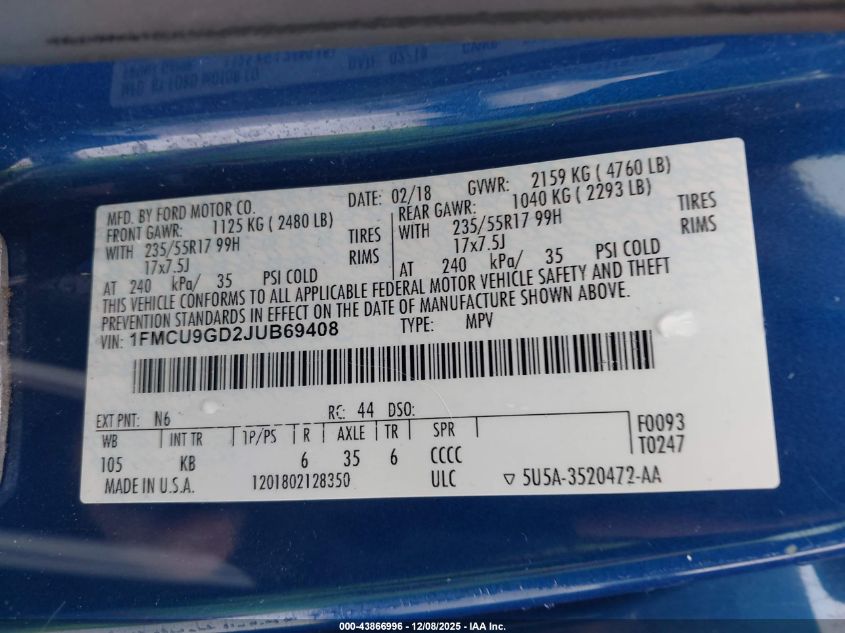 MFD. BY FORD MOTOR CO. DATE: 02/18 GVWR: 2159 KG ( 4760 LB)
FRONT GAWR: 1125 KG ( 2480 LB) REAR GAWR: 1040 KG ( 2293 LB)
WITH 235/55R17 99H TIRES WITH 235/55R17 99H TIRES
17x7.5J RIMS 17x7.5J RIMS
AT 240 kPa/ 35 PSI COLD AT 240 kPa/ 35 PSI COLD
THIS VEHICLE CONFORMS TO ALL APPLICABLE FEDERAL MOTOR VEHICLE SAFETY AND THEFT
PREVENTION STANDARDS IN EFFECT ON THE DATE OF MANUFACTURE SHOWN ABOVE.
VIN: 1FMCU9GD2JUB69408 TYPE: MPV
EXT PNT: N6 RC: 44 DSO: F0093
WB INT TR TP/PS R AXLE TR SPR T0247
105 KB 6 35 6 CCCC
MADE IN U.S.A. 1201802128350 ULC ▽ 5U5A-3520472-AA
000-43866996 - 12/08/2025 - IAA Inc.